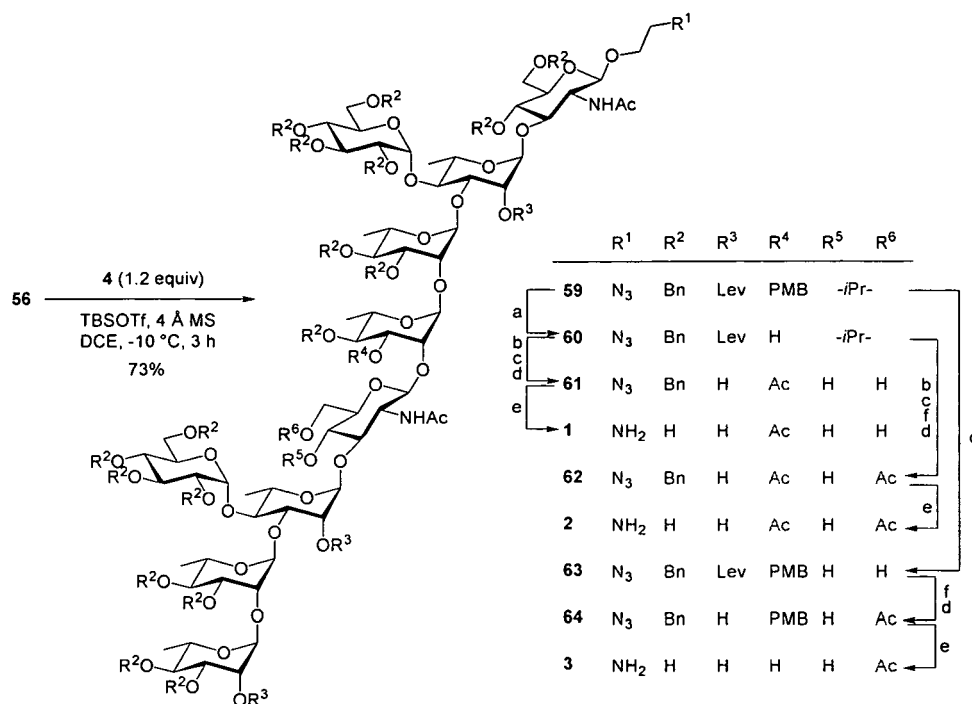 R¹
O
OR²
O
O
NHAc
R²O
O
OR²
R²O
O
R²O
R²O
O
O
O
OR³
O
O
R²O
R²O
O
O
O
R²O
R⁴O
O
O
NHAc
R⁶O
R⁵O
O
OR²
R²O
O
R²O
R²O
O
O
O
OR³
O
O
R²O
R²O
O
O
O
R²O
R²O
OR³
56
4 (1.2 equiv)
TBSOTf, 4 Å MS
DCE, -10 °C, 3 h
73%
R¹ R² R³ R⁴ R⁵ R⁶
59 N₃ Bn Lev PMB -iPr-
a
60 N₃ Bn Lev H -iPr-
b
c
d
61 N₃ Bn H Ac H H
e
1 NH₂ H H Ac H H
b
c
f
d
62 N₃ Bn H Ac H Ac
e
2 NH₂ H H Ac H Ac
c
63 N₃ Bn Lev PMB H H
f
d
64 N₃ Bn H PMB H Ac
e
3 NH₂ H H H H Ac